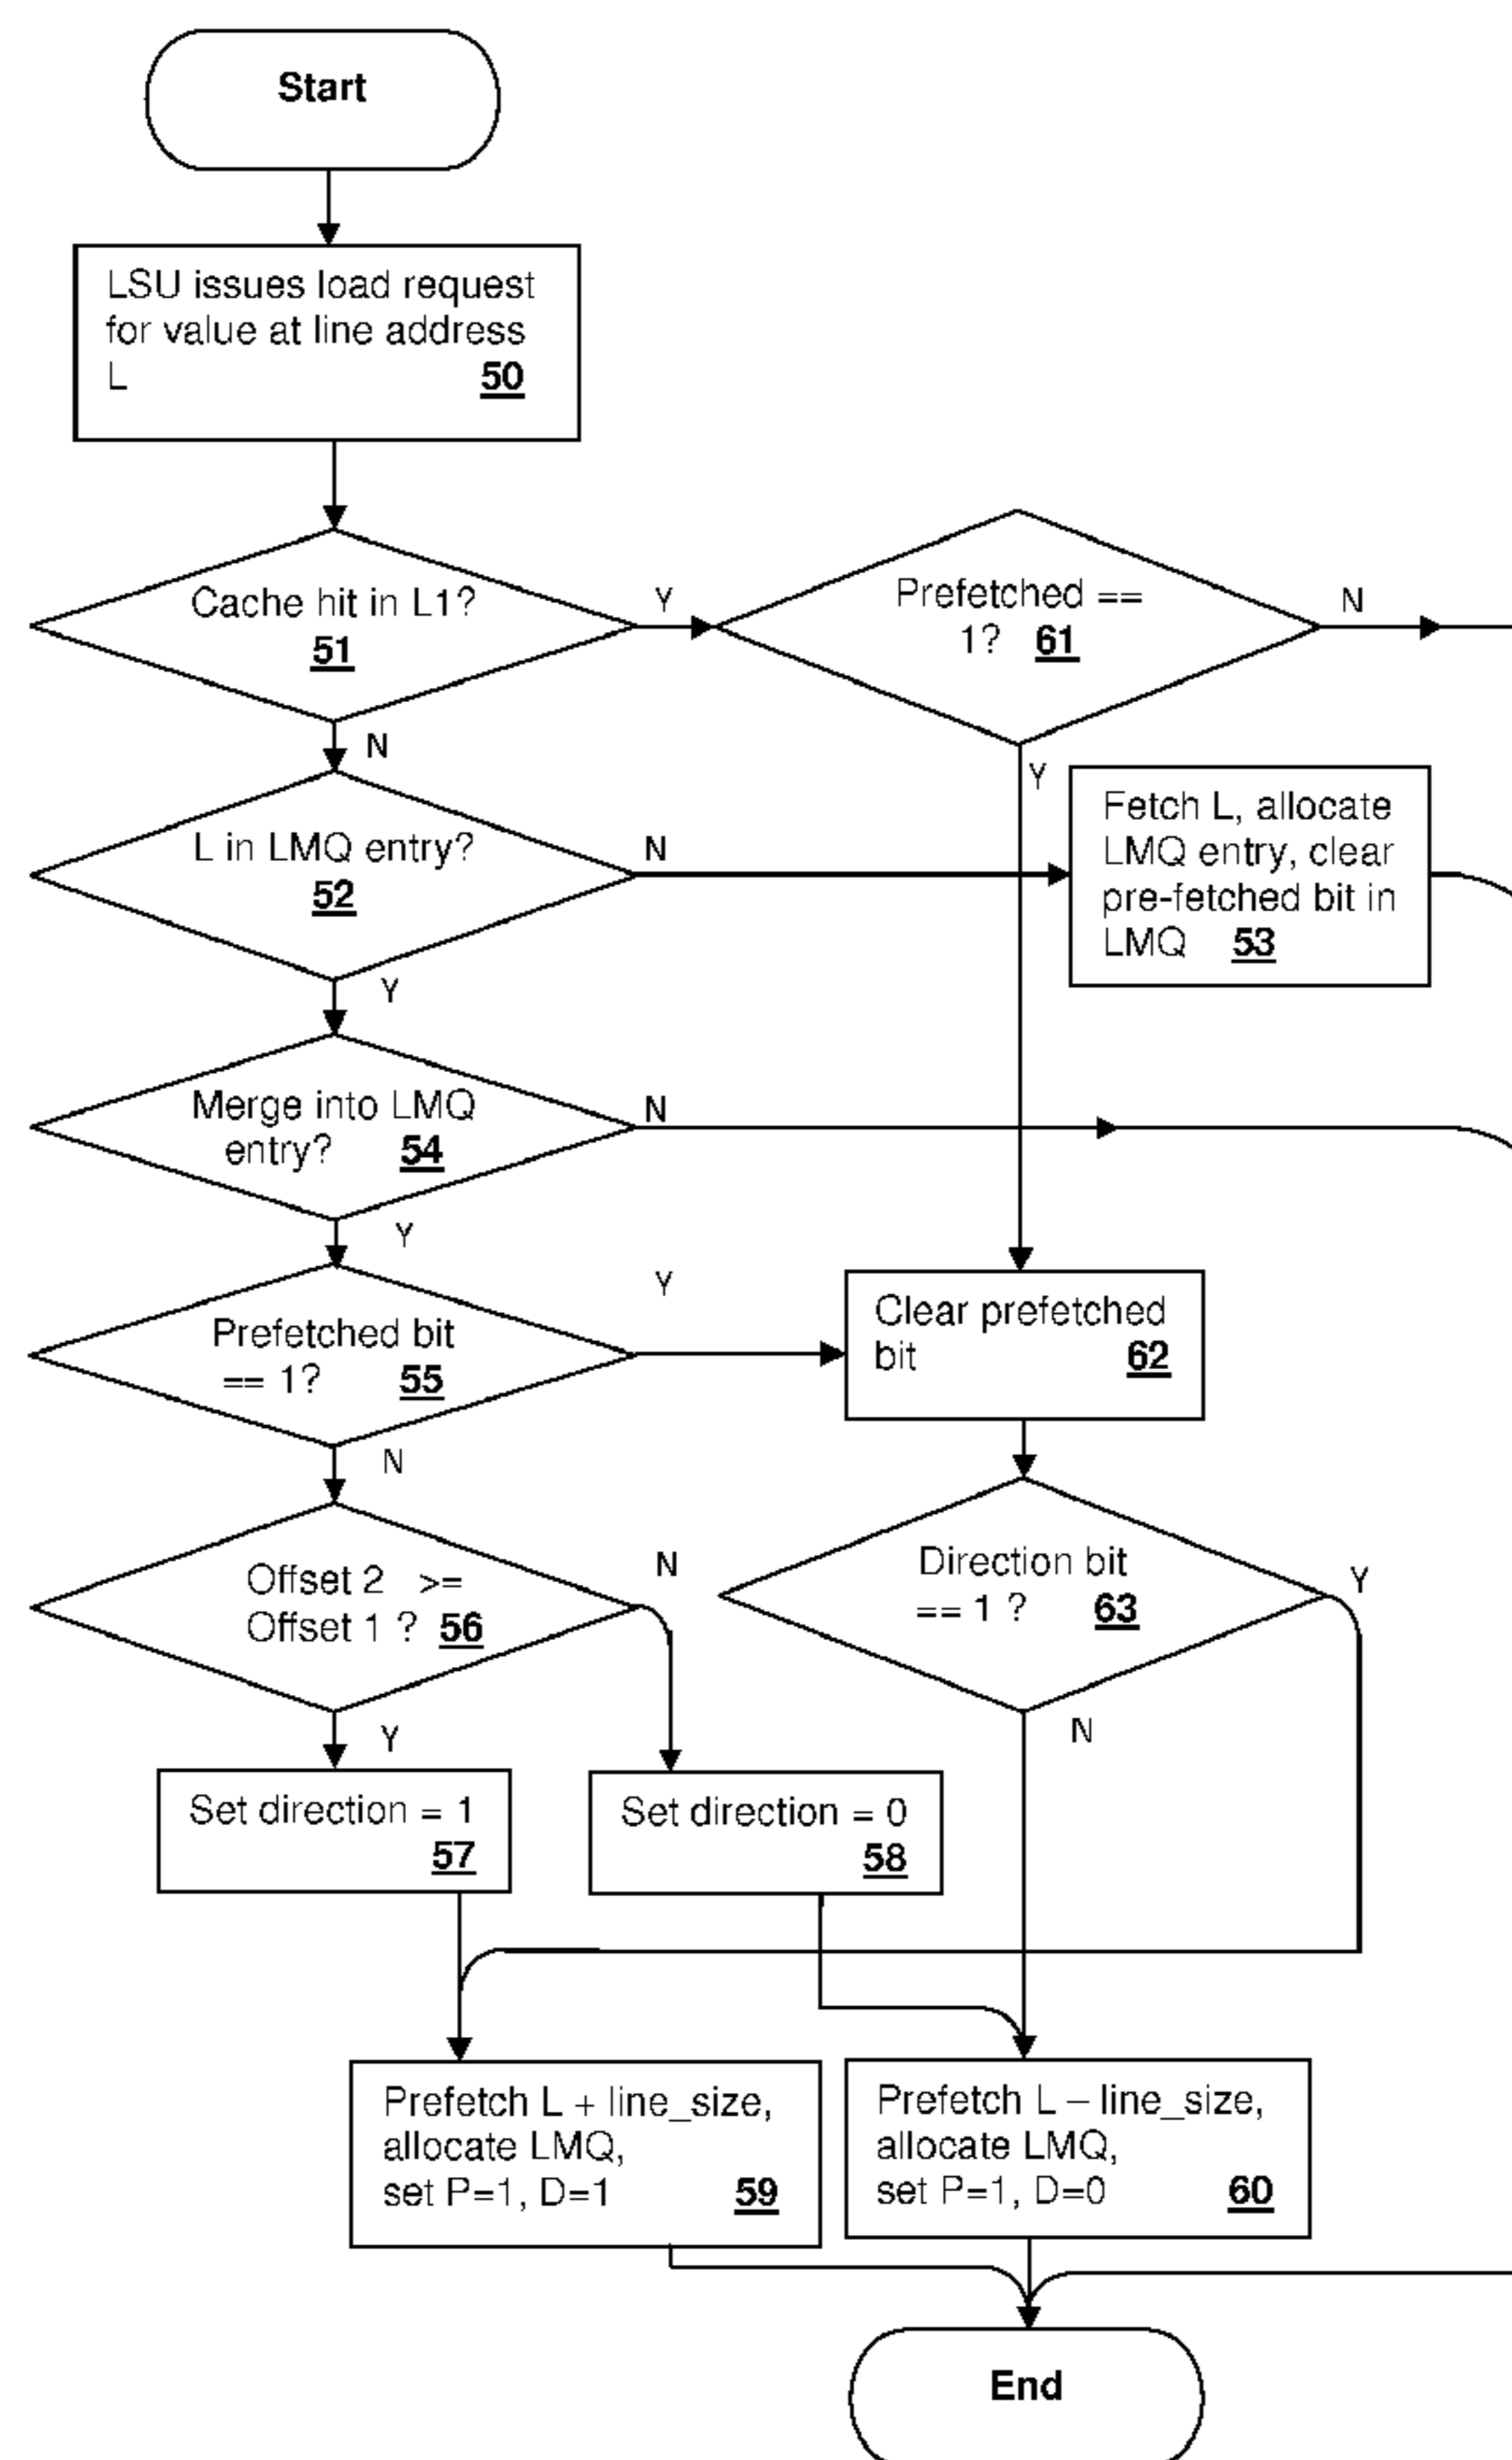 Start
LSU issues load request
for value at line address
L 50
Cache hit in L1?
51
Y
Prefetched ==
1? 61
N
N
Y
L in LMQ entry?
52
N
Fetch L, allocate
LMQ entry, clear
pre-fetched bit in
LMQ 53
Y
Merge into LMQ
entry? 54
N
Y
Prefetched bit
== 1? 55
Y
Clear prefetched
bit 62
N
Offset 2 >=
Offset 1 ? 56
N
Direction bit
== 1 ? 63
Y
Y
N
Set direction = 1
57
Set direction = 0
58
Prefetch L + line_size,
allocate LMQ,
set P=1, D=1 59
Prefetch L – line_size,
allocate LMQ,
set P=1, D=0 60
End